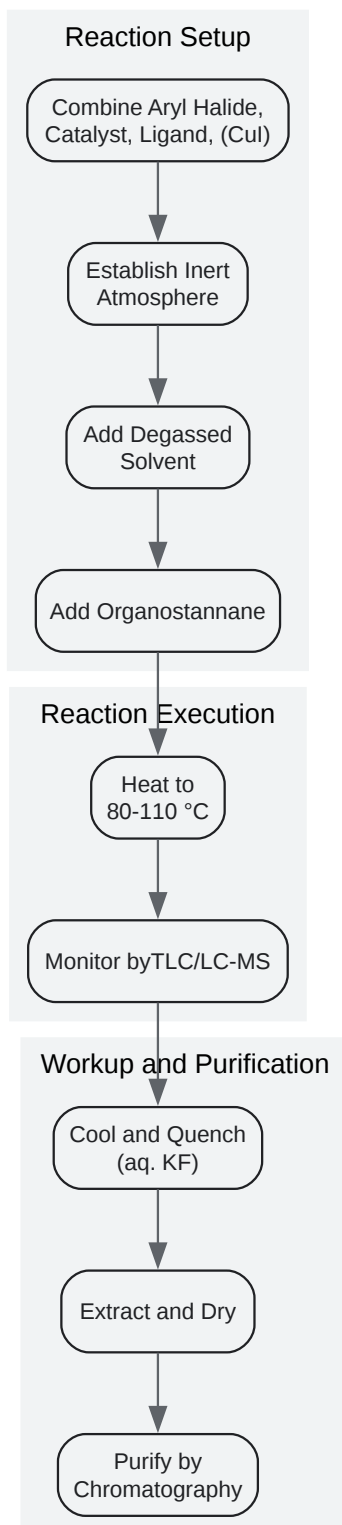 Reaction Setup
Combine Aryl Halide,
Catalyst, Ligand, (CuI)
Establish Inert
Atmosphere
Add Degassed
Solvent
Add Organostannane
Reaction Execution
Heat to
80-110 °C
Monitor byTLC/LC-MS
Workup and Purification
Cool and Quench
(aq. KF)
Extract and Dry
Purify by
Chromatography